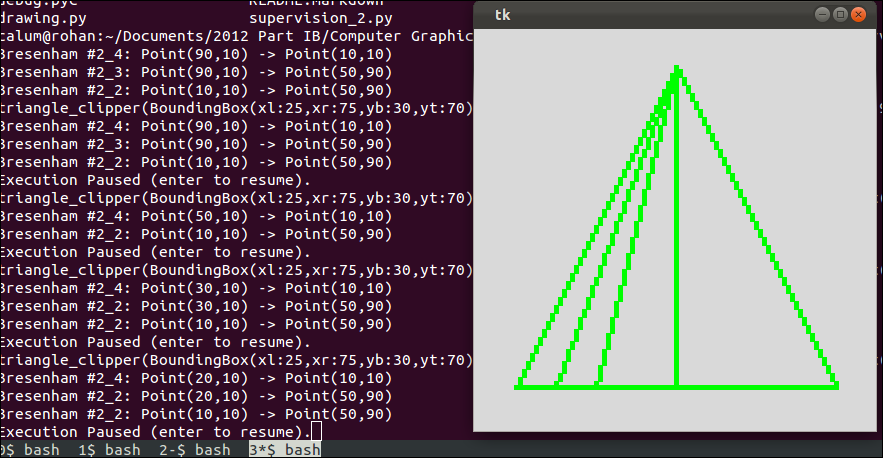 debug.pyc README.Markdown
drawing.py supervision_2.py
calum@rohan:~/Documents/2012 Part IB/Computer Graphic
Bresenham #2_4: Point(90,10) -> Point(10,10)
Bresenham #2_3: Point(90,10) -> Point(50,90)
Bresenham #2_2: Point(10,10) -> Point(50,90)
triangle_clipper(BoundingBox(xl:25,xr:75,yb:30,yt:70)
Bresenham #2_4: Point(90,10) -> Point(10,10)
Bresenham #2_3: Point(90,10) -> Point(50,90)
Bresenham #2_2: Point(10,10) -> Point(50,90)
Execution Paused (enter to resume).
triangle_clipper(BoundingBox(xl:25,xr:75,yb:30,yt:70)
Bresenham #2_4: Point(50,10) -> Point(10,10)
Bresenham #2_2: Point(10,10) -> Point(50,90)
Execution Paused (enter to resume).
triangle_clipper(BoundingBox(xl:25,xr:75,yb:30,yt:70)
Bresenham #2_4: Point(30,10) -> Point(10,10)
Bresenham #2_2: Point(30,10) -> Point(50,90)
Bresenham #2_2: Point(10,10) -> Point(50,90)
Execution Paused (enter to resume).
triangle_clipper(BoundingBox(xl:25,xr:75,yb:30,yt:70)
Bresenham #2_4: Point(20,10) -> Point(10,10)
Bresenham #2_2: Point(20,10) -> Point(50,90)
Bresenham #2_2: Point(10,10) -> Point(50,90)
Execution Paused (enter to resume).
0$ bash 1$ bash 2-$ bash 3*$ bash
tk